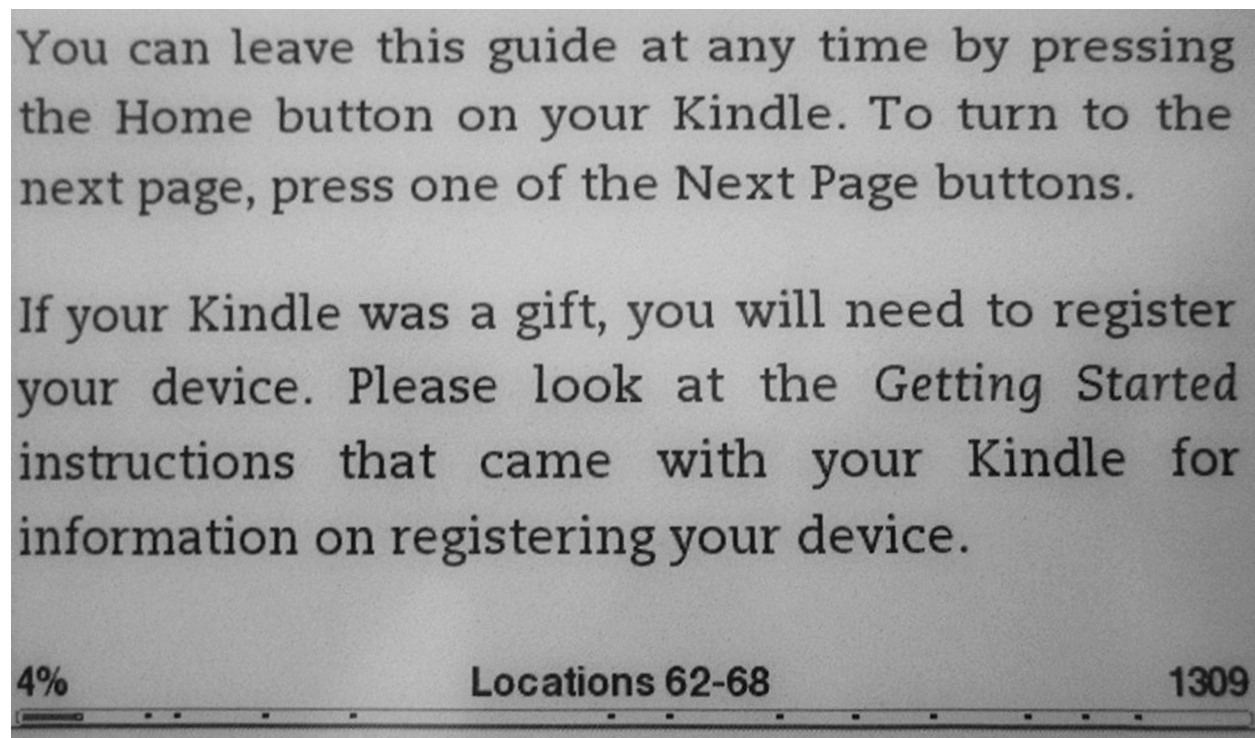 You can leave this guide at any time by pressing
the Home button on your Kindle. To turn to the
next page, press one of the Next Page buttons.
If your Kindle was a gift, you will need to register
your device. Please look at the Getting Started
instructions that came with your Kindle for
information on registering your device.
4% Locations 62-68 1309